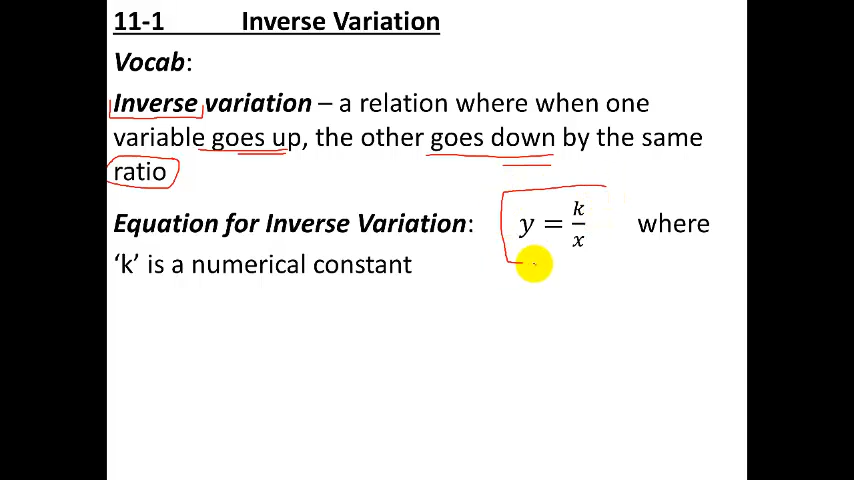 11-1 Inverse Variation
Vocab:
Inverse variation – a relation where when one
variable goes up, the other goes down by the same
ratio
Equation for Inverse Variation: y = k/x where
‘k’ is a numerical constant